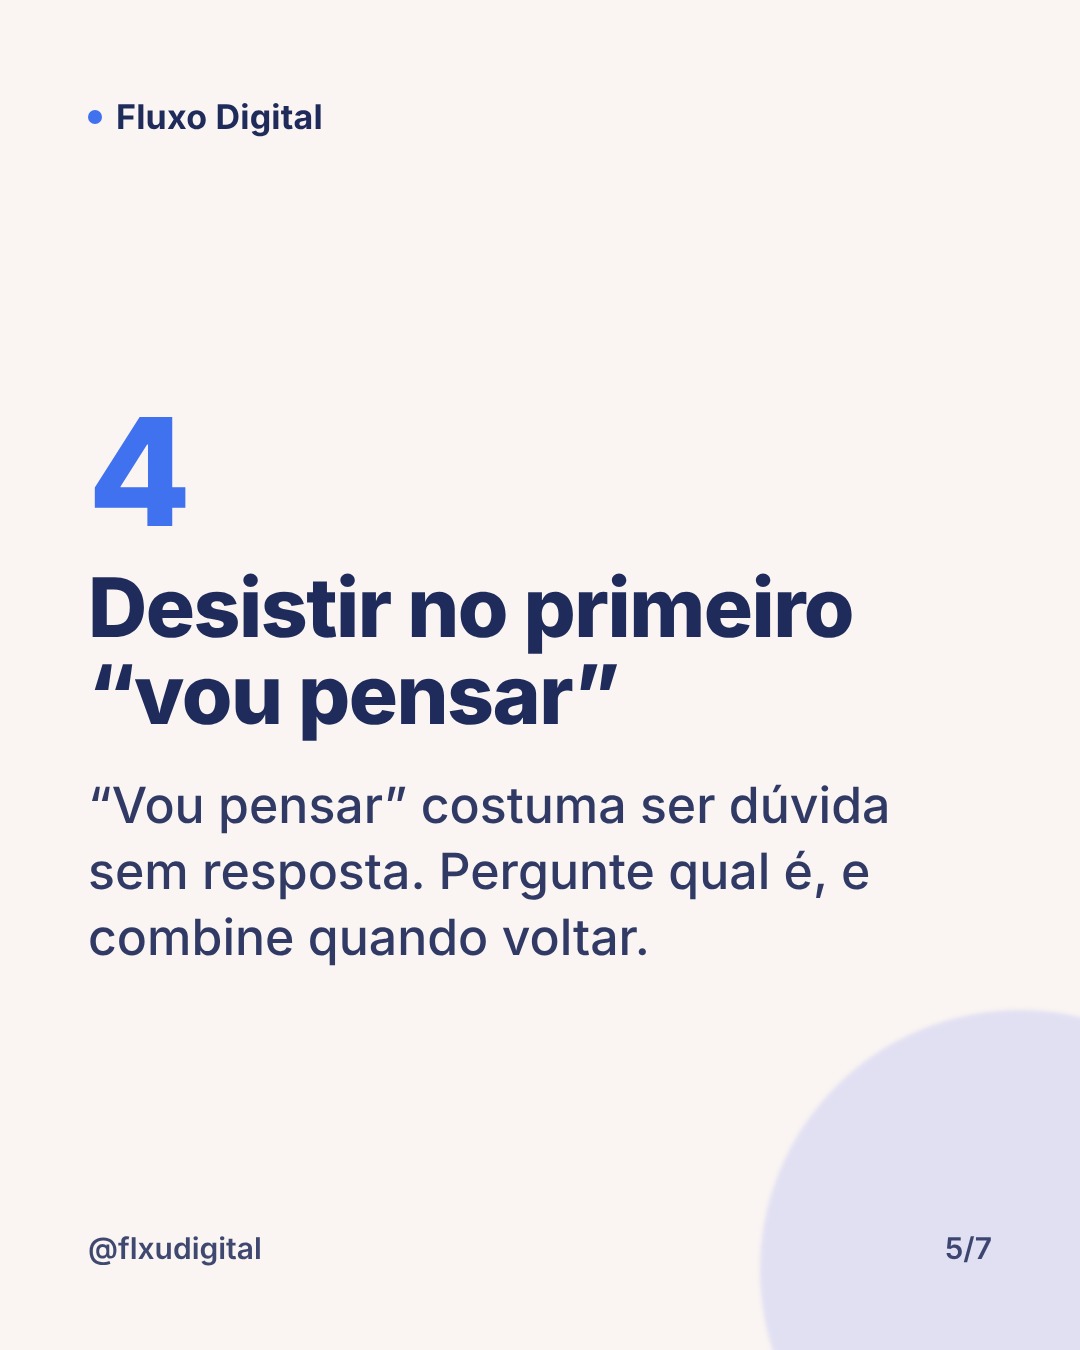 Fluxo Digital
4
Desistir no primeiro
“vou pensar”
“Vou pensar” costuma ser dúvida
sem resposta. Pergunte qual é, e
combine quando voltar.
@flxudigital
5/7